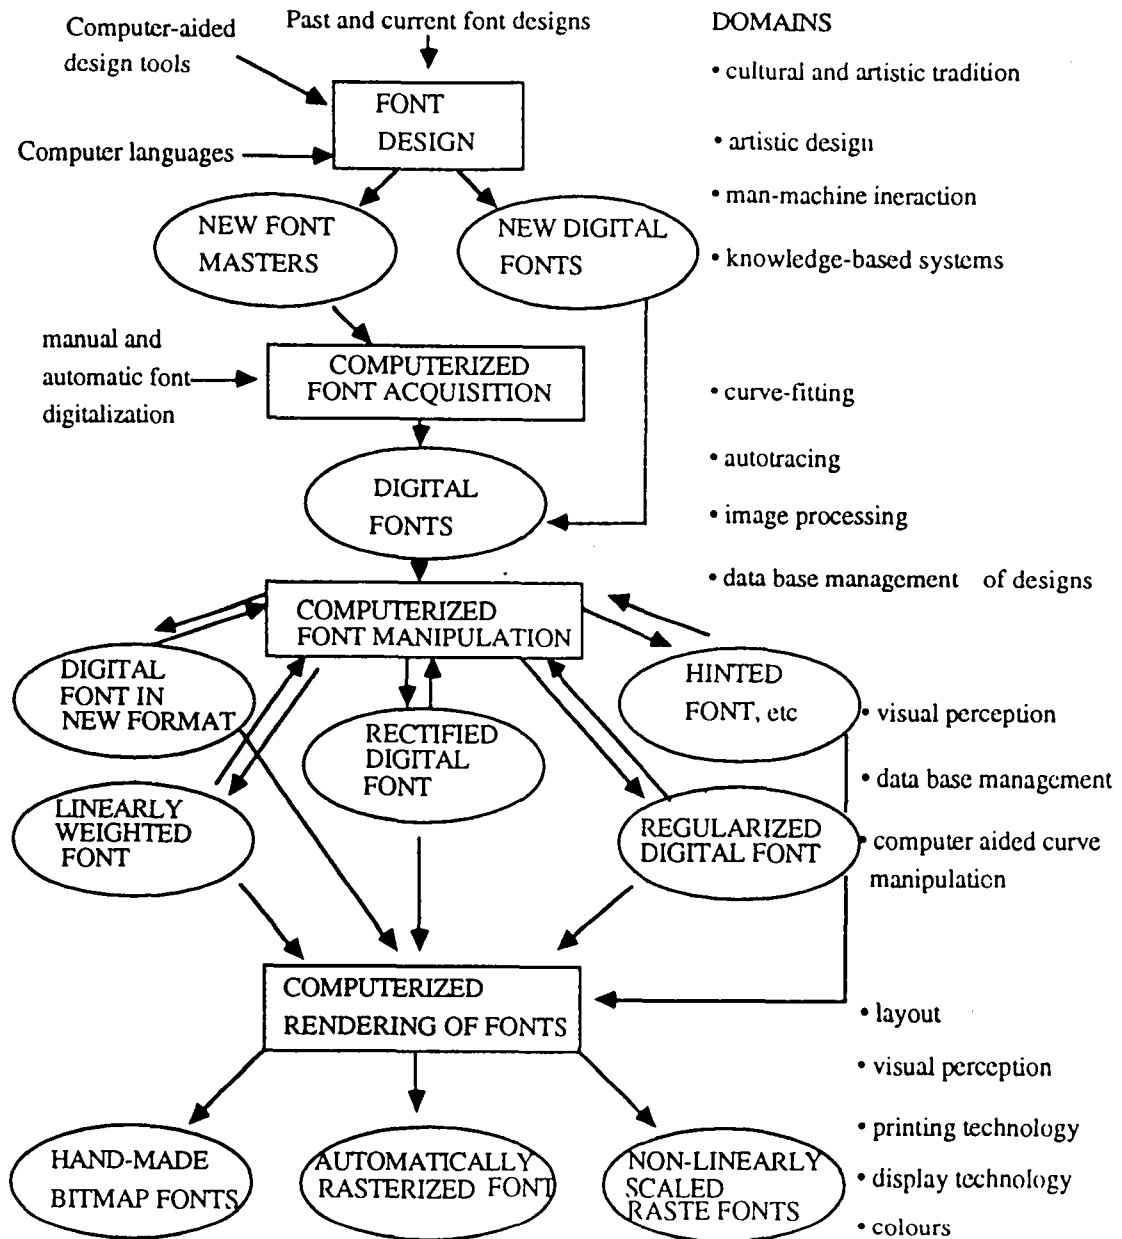 Past and current font designs
Computer-aided
design tools
FONT
DESIGN
Computer languages
NEW FONT
MASTERS
NEW DIGITAL
FONTS
manual and
automatic font
digitalization
COMPUTERIZED
FONT ACQUISITION
DIGITAL
FONTS
COMPUTERIZED
FONT MANIPULATION
DIGITAL
FONT IN
NEW FORMAT
RECTIFIED
DIGITAL
FONT
HINTED
FONT, etc
LINEARLY
WEIGHTED
FONT
REGULARIZED
DIGITAL FONT
COMPUTERIZED
RENDERING OF FONTS
HAND-MADE
BITMAP FONTS
AUTOMATICALLY
RASTERIZED FONT
NON-LINEARLY
SCALED
RASTE FONTS
DOMAINS
• cultural and artistic tradition
• artistic design
• man-machine ineraction
• knowledge-based systems
• curve-fitting
• autotracing
• image processing
• data base management of designs
• visual perception
• data base management
• computer aided curve
manipulation
• layout
• visual perception
• printing technology
• display technology
• colours